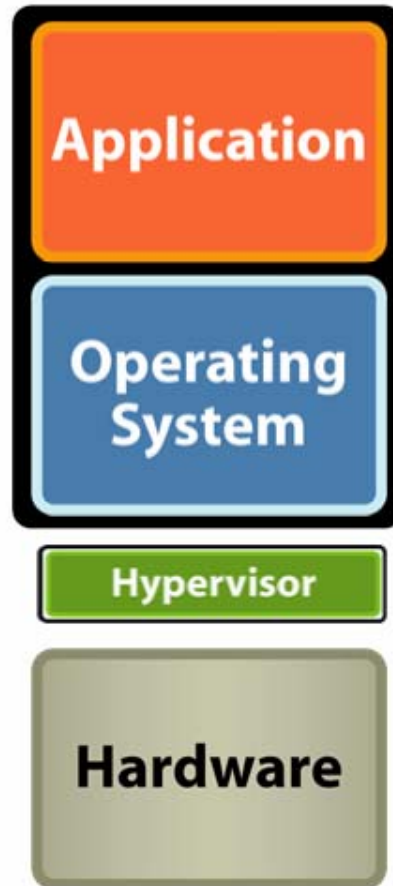 Application
Operating
System
Hypervisor
Hardware